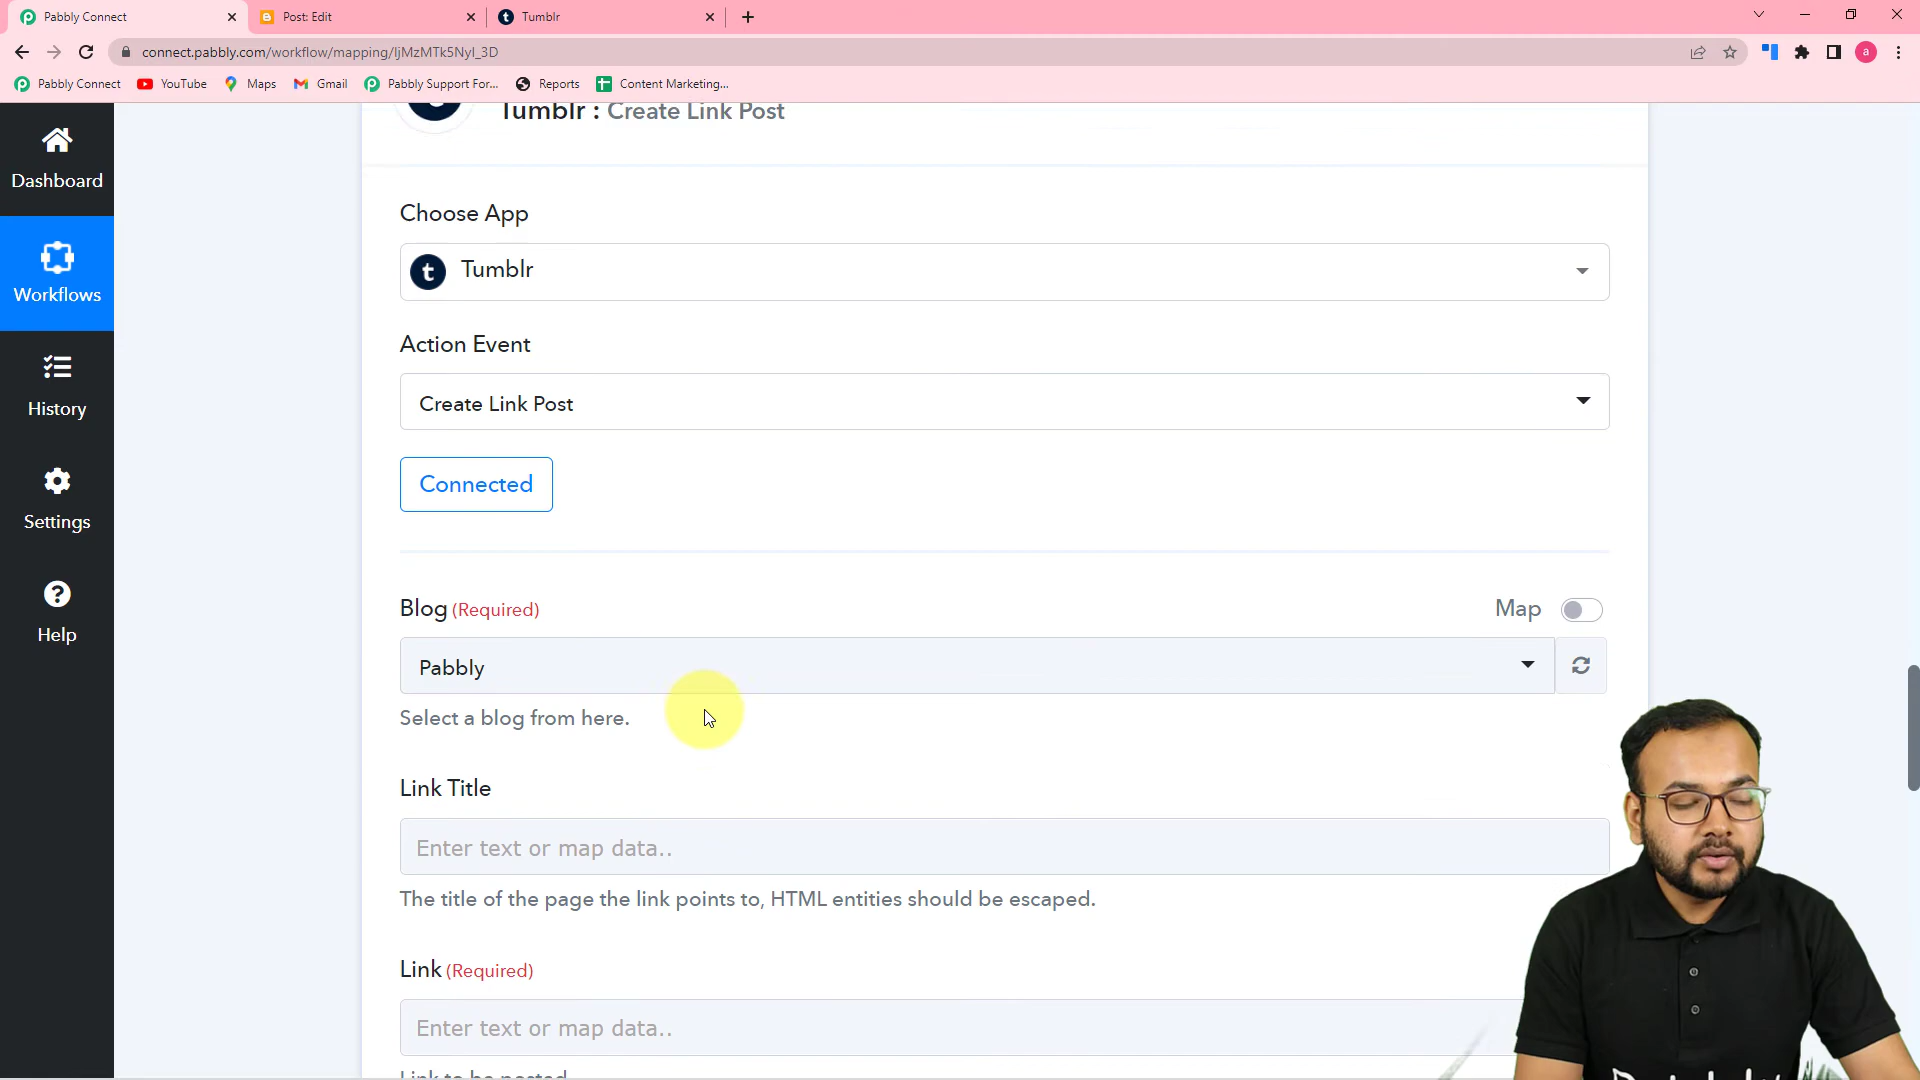 Pabbly Connect
Post: Edit
Tumblr
connect.pabbly.com/workflow/mapping/IjMzMTk5NyI_3D
a
Pabbly Connect
YouTube
Maps
Gmail
Pabbly Support For...
Reports
Content Marketing...
Tumblr : Create Link Post
Dashboard
Workflows
History
Settings
Help
Choose App
t Tumblr
Action Event
Create Link Post
Connected
Blog (Required)
Map
Pabbly
Select a blog from here.
Link Title
Enter text or map data..
The title of the page the link points to, HTML entities should be escaped.
Link (Required)
Enter text or map data..
Link to be posted